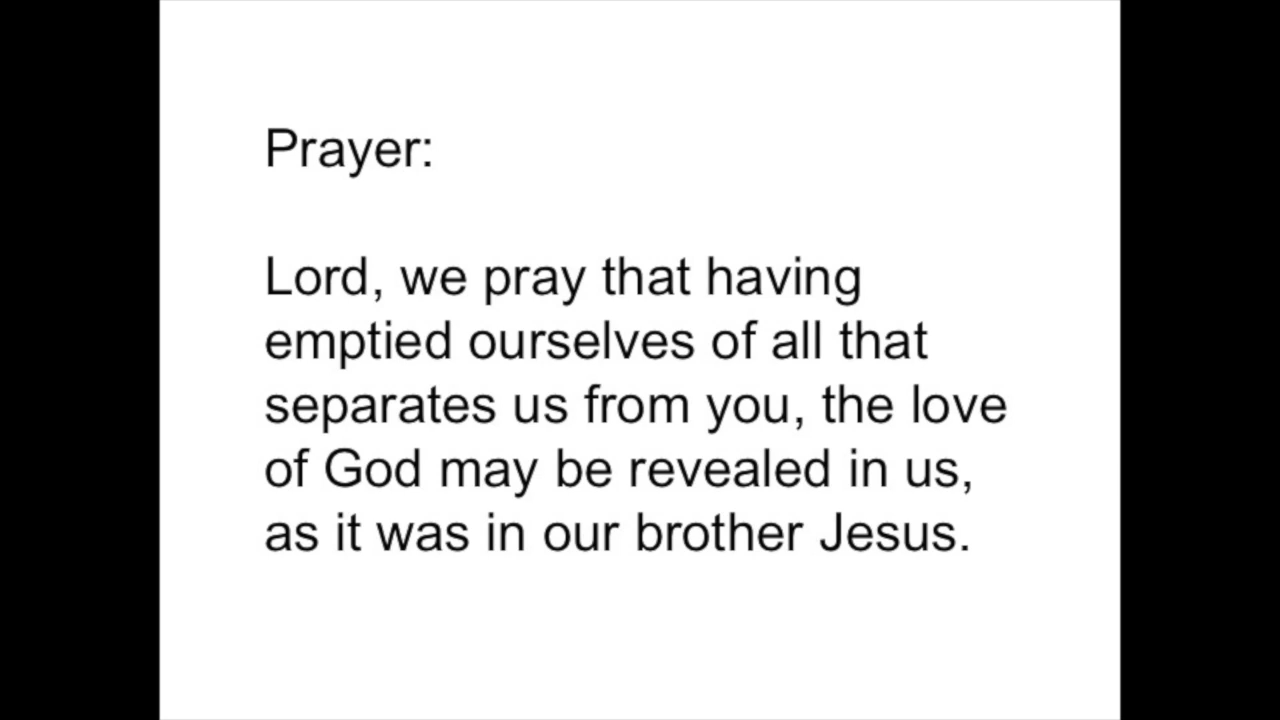 Prayer:
Lord, we pray that having
emptied ourselves of all that
separates us from you, the love
of God may be revealed in us,
as it was in our brother Jesus.